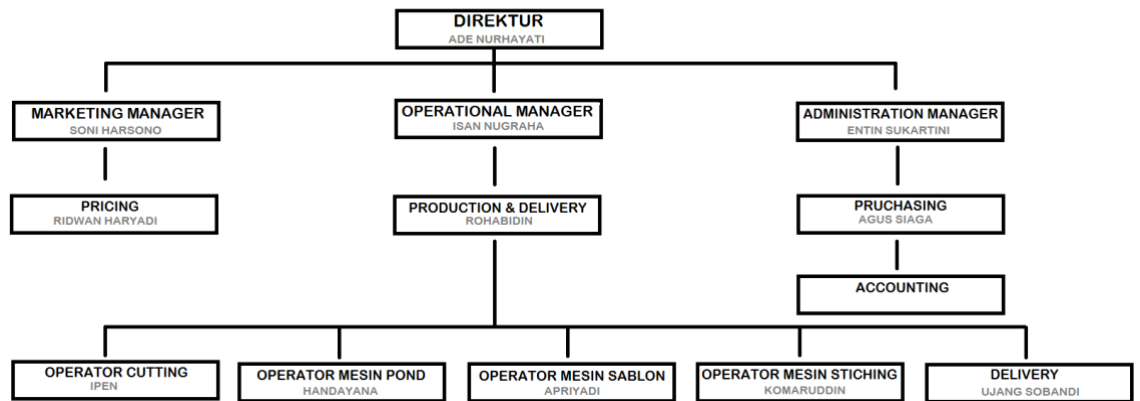 DIREKTUR
ADE NURHAYATI
MARKETING MANAGER
SONI HARSONO
OPERATIONAL MANAGER
ISAN NUGRAHA
ADMINISTRATION MANAGER
ENTIN SUKARTINI
PRICING
RIDWAN HARYADI
PRODUCTION & DELIVERY
ROHABIDIN
PRUCHASING
AGUS SIAGA
ACCOUNTING
OPERATOR CUTTING
IPEN
OPERATOR MESIN POND
HANDAYANA
OPERATOR MESIN SABLON
APRIYADI
OPERATOR MESIN STICHING
KOMARUDDIN
DELIVERY
UJANG SOBANDI